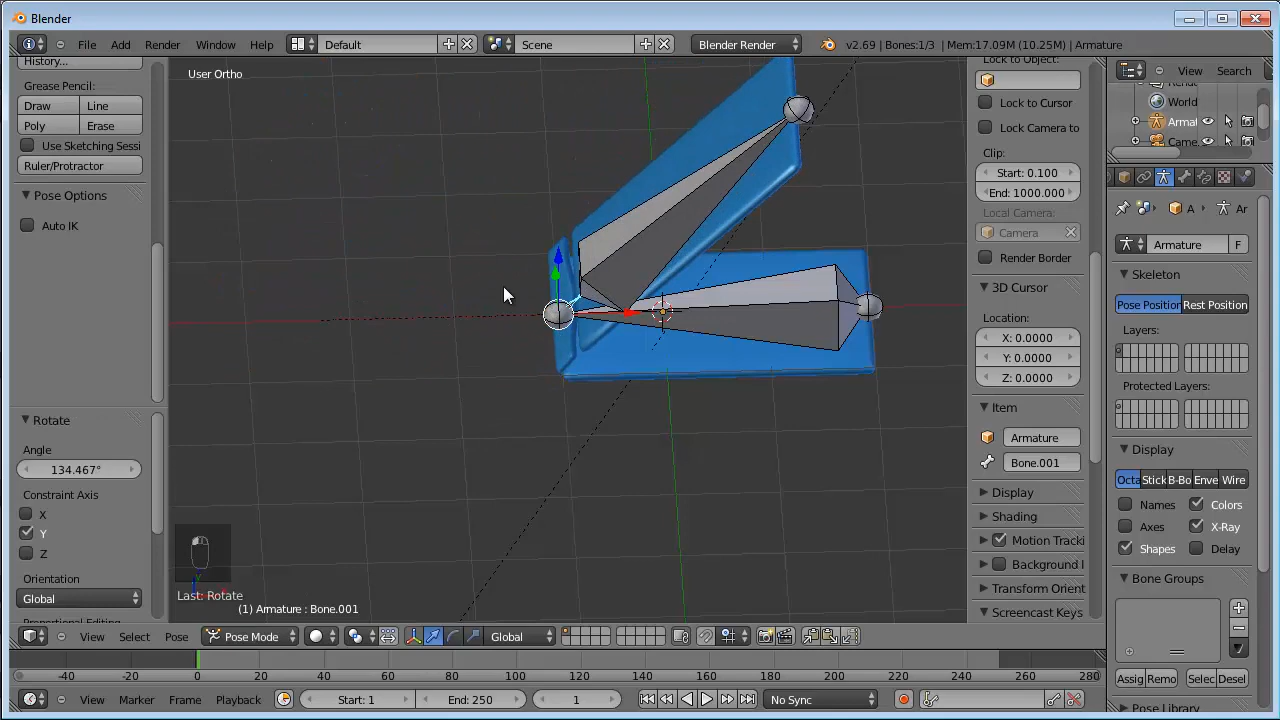 Blender
File Add Render Window Help Default Scene Blender Render v2.69 | Bones:1/3 | Mem:17.09M (10.25M) | Armature
History...
Grease Pencil:
Draw Line
Poly Erase
Use Sketching Sessi
Ruler/Protractor
Pose Options
Auto IK
Rotate
Angle
134.467°
Constraint Axis
X
Y
Z
Orientation
Global
User Ortho
Last: Rotate
(1) Armature : Bone.001
Lock to Object:
Lock to Cursor
Lock Camera to
Clip:
Start: 0.100
End: 1000.000
Local Camera:
Camera
Render Border
3D Cursor
Location:
X: 0.0000
Y: 0.0000
Z: 0.0000
Item
Armature
Bone.001
Display
Shading
Motion Tracki
Background I
Transform Orient
Screencast Keys
View Search
World
Armat
Came
A Ar
Armature F
Skeleton
Pose Position Rest Position
Layers:
Protected Layers:
Display
Octa Stick B-Bo Enve Wire
Names Colors
Axes X-Ray
Shapes Delay
Bone Groups
Assig Remo Selec Desel
Pose Library
View Select Pose Pose Mode Global
-40 -20 0 20 40 60 80 100 120 140 160 180 200 220 240 260 280
View Marker Frame Playback Start: 1 End: 250 1 No Sync